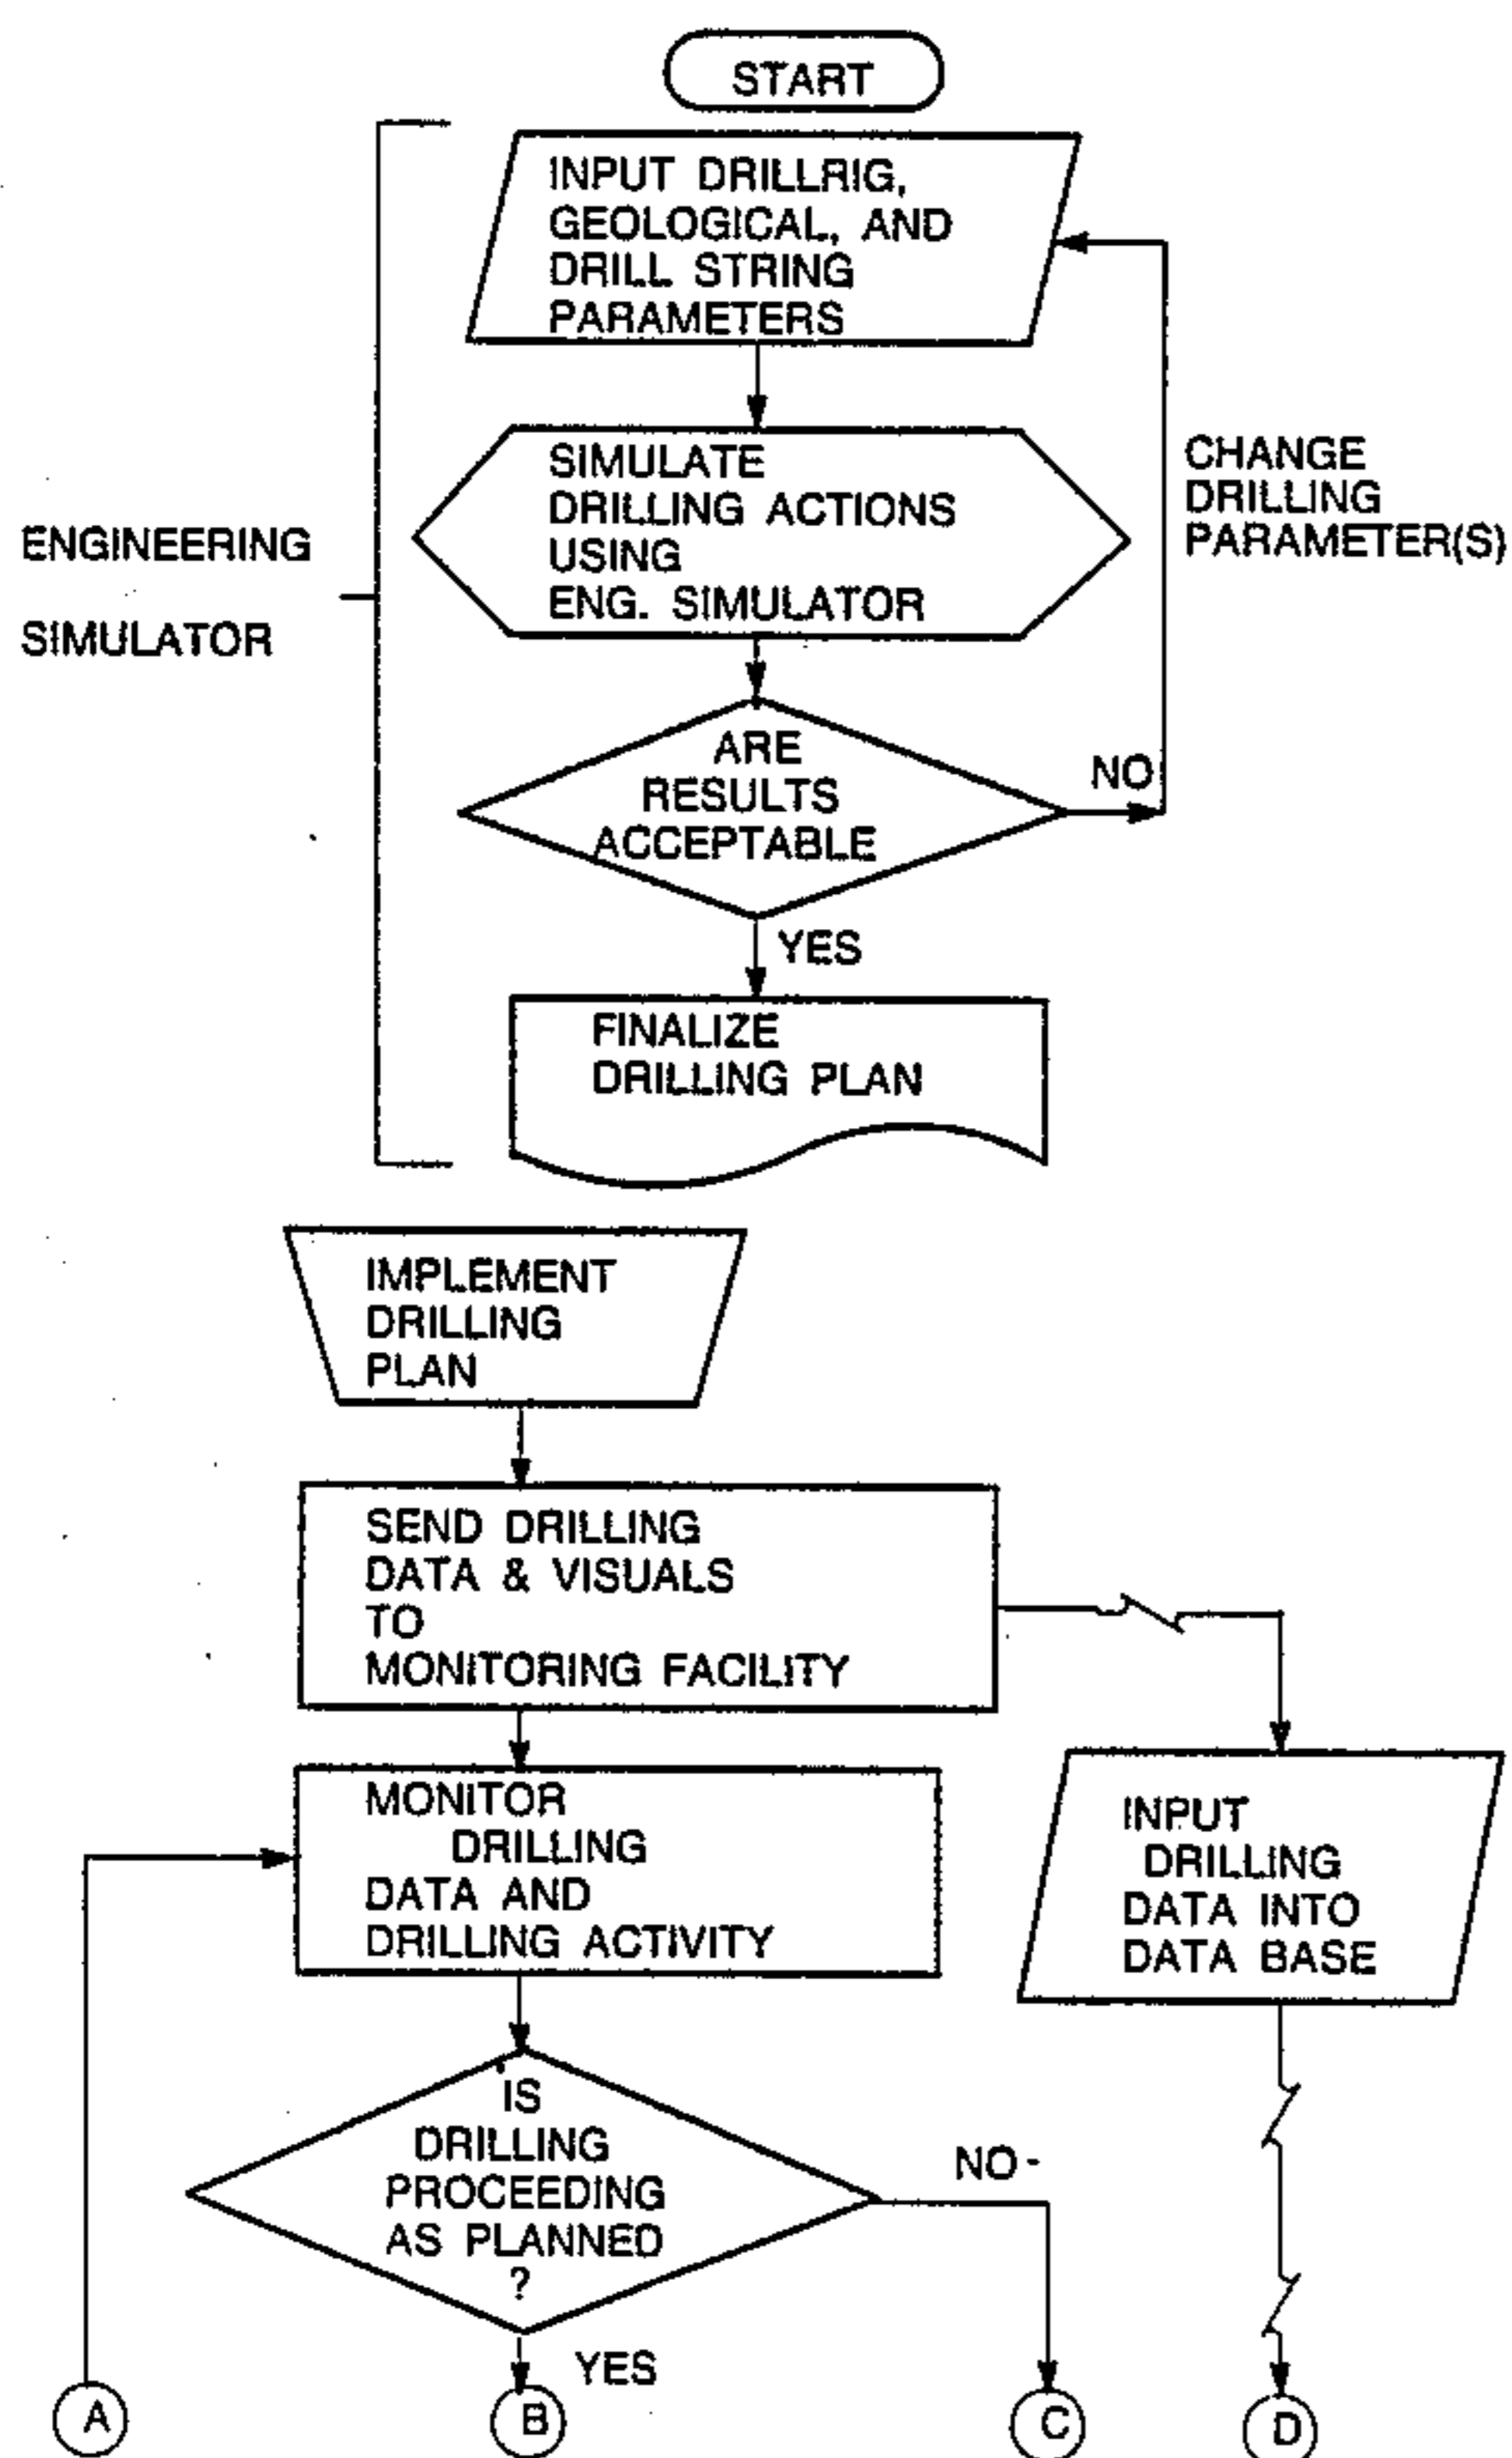 START
INPUT DRILLRIG,
GEOLOGICAL, AND
DRILL STRING
PARAMETERS
SIMULATE
DRILLING ACTIONS
USING
ENG. SIMULATOR
CHANGE
DRILLING
PARAMETER(S)
ENGINEERING
SIMULATOR
ARE
RESULTS
ACCEPTABLE
NO
YES
FINALIZE
DRILLING PLAN
IMPLEMENT
DRILLING
PLAN
SEND DRILLING
DATA & VISUALS
TO
MONITORING FACILITY
MONITOR
DRILLING
DATA AND
DRILLING ACTIVITY
INPUT
DRILLING
DATA INTO
DATA BASE
IS
DRILLING
PROCEEDING
AS PLANNED
?
NO
YES
A
B
C
D